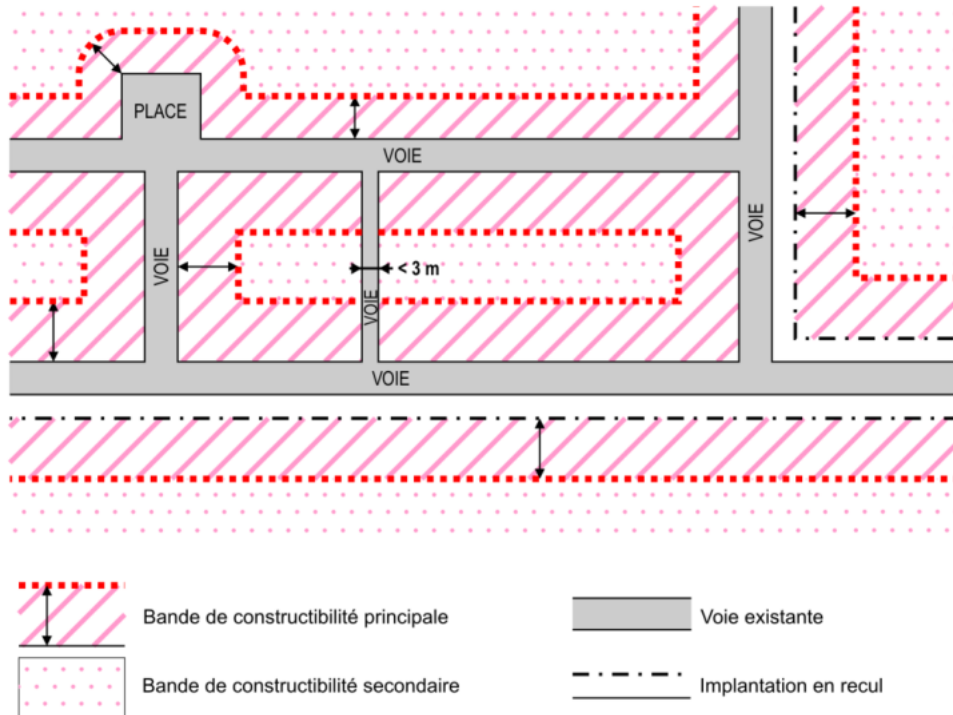 PLACE
VOIE
VOIE
VOIE
< 3 m
VOIE
VOIE
Bande de constructibilité principale
Voie existante
Bande de constructibilité secondaire
Implantation en recul